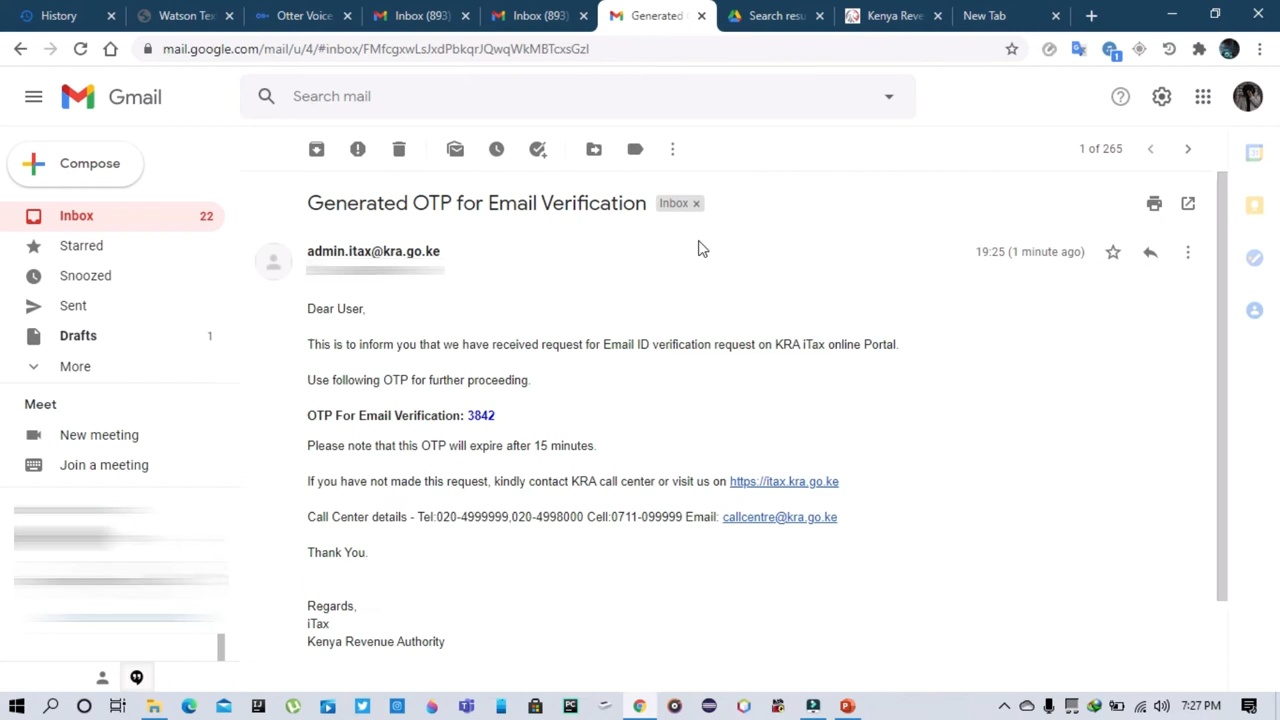 History
Watson Tex
Otter Voice
Inbox (893)
Inbox (893)
Generated
Search resu
Kenya Reve
New Tab
mail.google.com/mail/u/4/#inbox/FMfcgxwLsJxdPbkqrJQwqWkMBTcxsGzl
1
Gmail
Search mail
Compose
1 of 265
Inbox 22
Starred
Snoozed
Sent
Drafts 1
More
Meet
New meeting
Join a meeting
Generated OTP for Email Verification Inbox x
admin.itax@kra.go.ke 19:25 (1 minute ago)
Dear User,
This is to inform you that we have received request for Email ID verification request on KRA iTax online Portal.
Use following OTP for further proceeding.
OTP For Email Verification: 3842
Please note that this OTP will expire after 15 minutes.
If you have not made this request, kindly contact KRA call center or visit us on https://itax.kra.go.ke
Call Center details - Tel:020-4999999,020-4998000 Cell:0711-099999 Email: callcentre@kra.go.ke
Thank You.
Regards,
iTax
Kenya Revenue Authority
7:27 PM